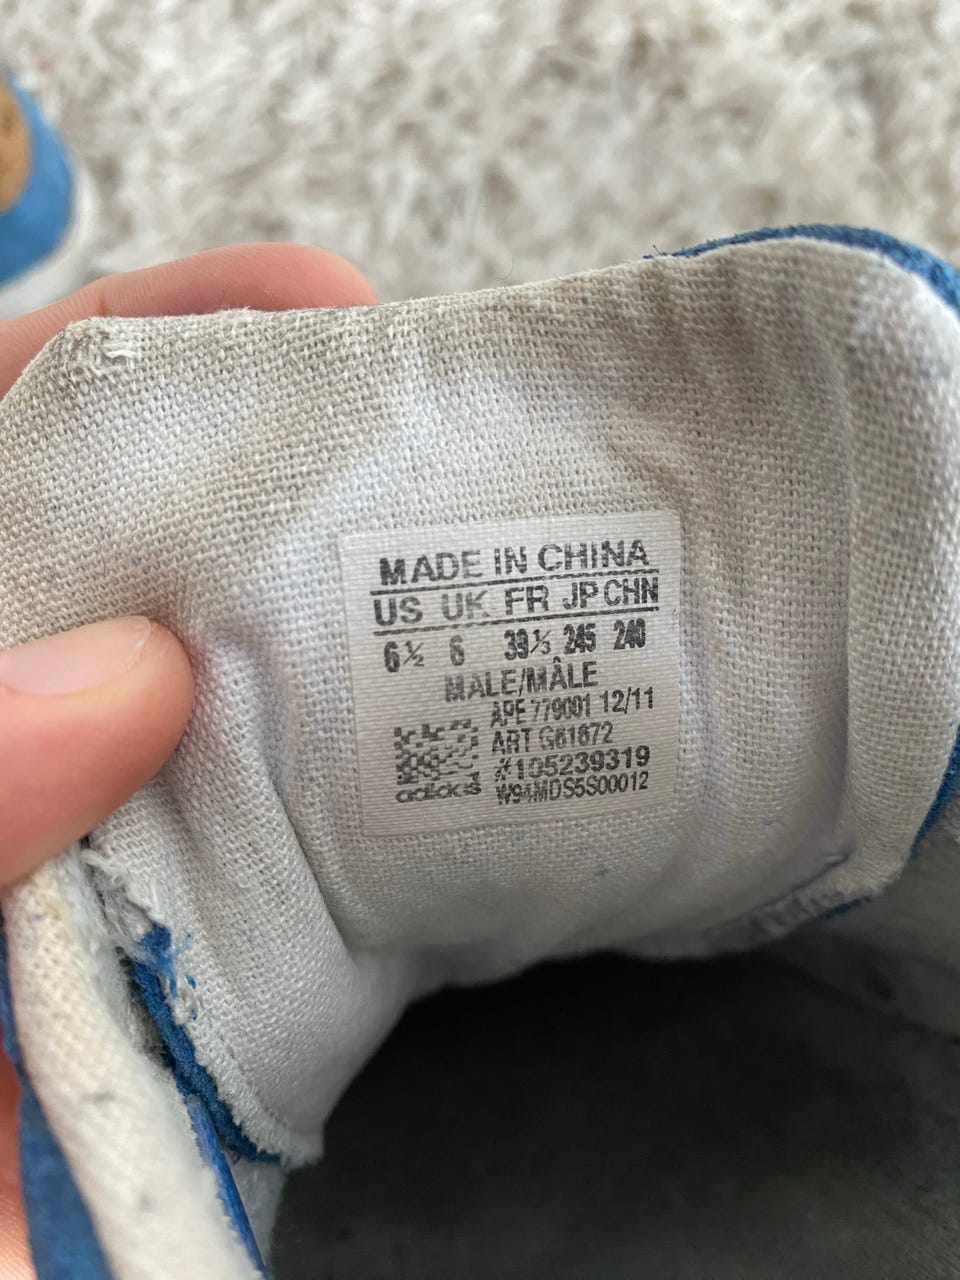 MADE IN CHINA
US UK FR JP CHN
6½ 6 39⅓ 245 240
MALE/MÂLE
APE 779001 12/11
ART G61672
#105239319
W94MDS5S00012
adidas